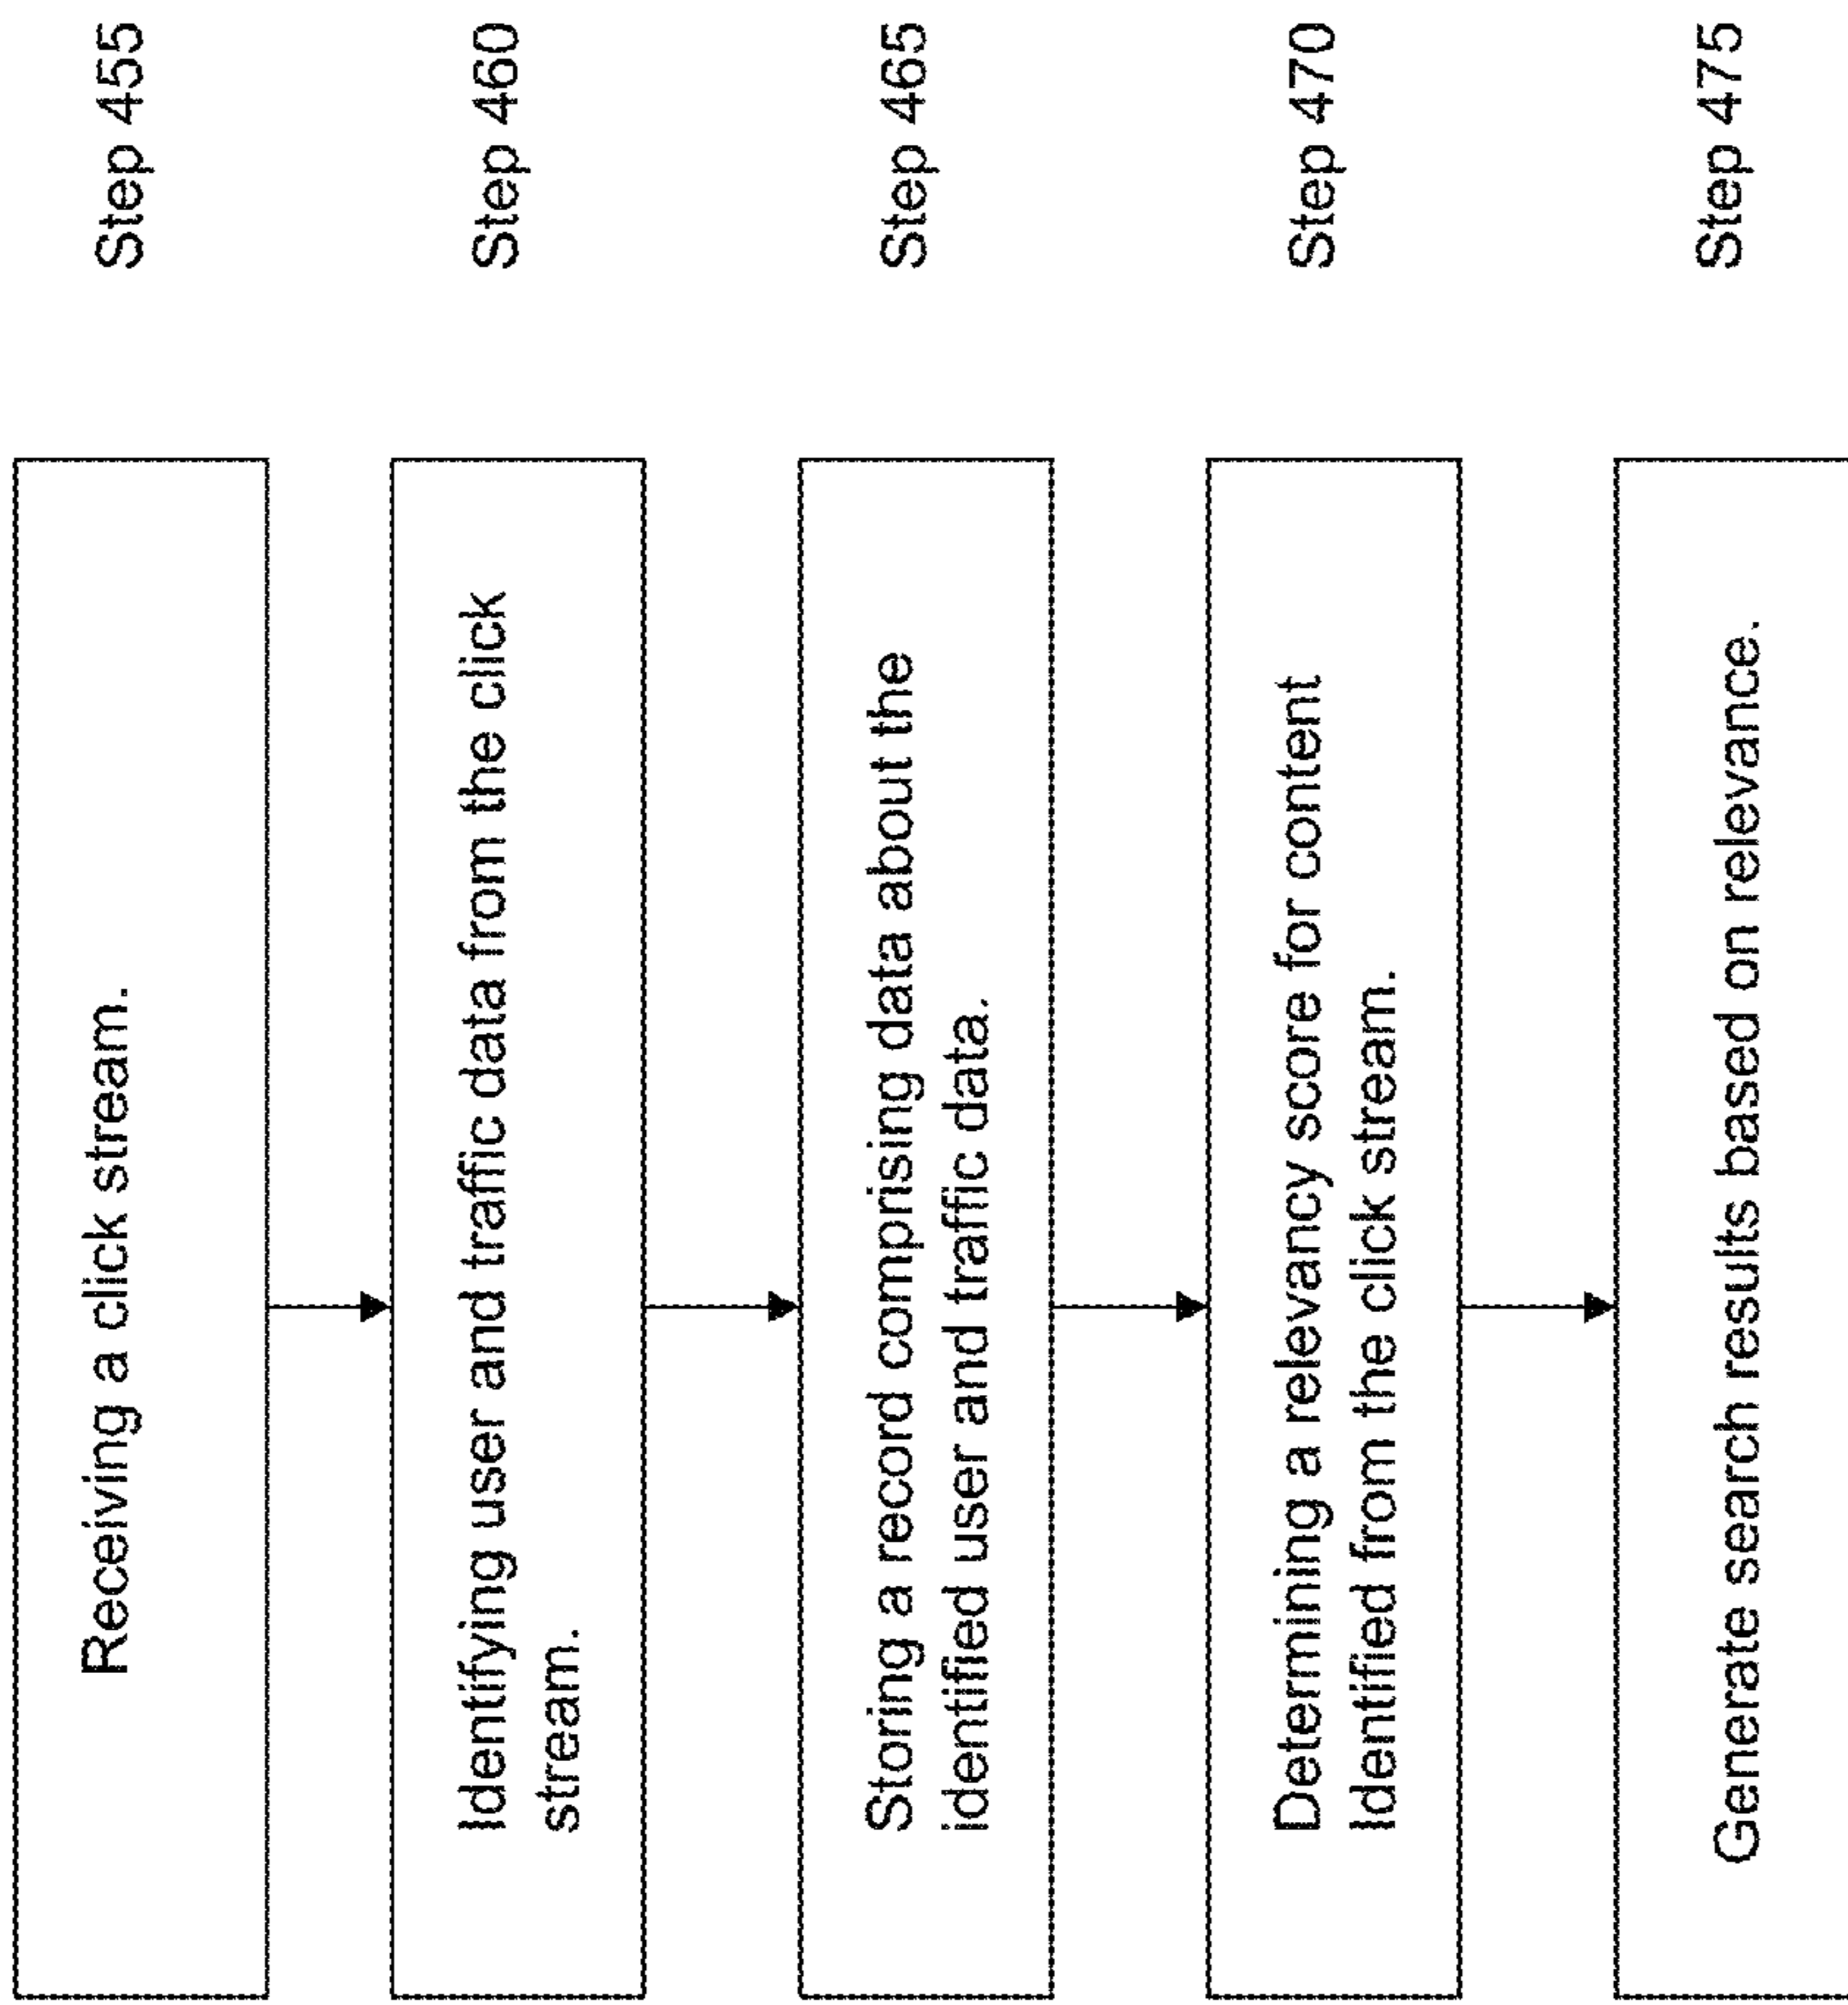 Receiving a click stream.
Step 455
Identifying user and traffic data from the click
stream.
Step 460
Storing a record comprising data about the
identified user and traffic data.
Step 465
Determining a relevancy score for content
Identified from the click stream.
Step 470
Generate search results based on relevance.
Step 475